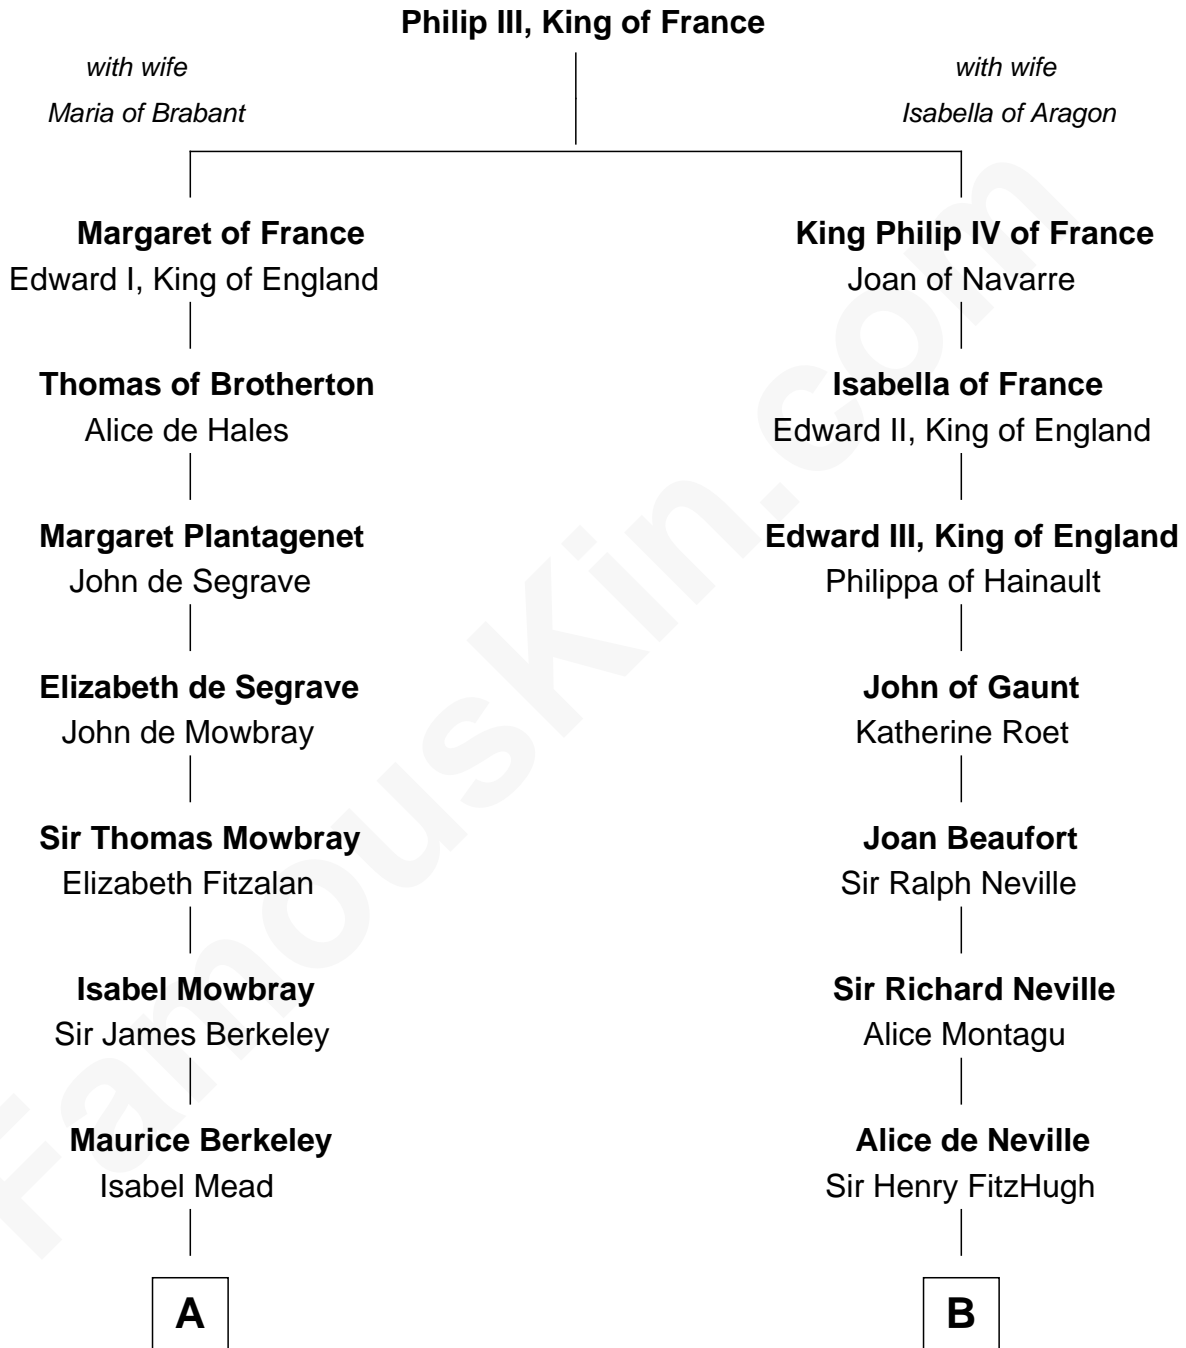 Philip III, King of France
with wife
Maria of Brabant
with wife
Isabella of Aragon
Margaret of France
Edward I, King of England
King Philip IV of France
Joan of Navarre
Thomas of Brotherton
Alice de Hales
Isabella of France
Edward II, King of England
Margaret Plantagenet
John de Segrave
Edward III, King of England
Philippa of Hainault
Elizabeth de Segrave
John de Mowbray
John of Gaunt
Katherine Roet
Sir Thomas Mowbray
Elizabeth Fitzalan
Joan Beaufort
Sir Ralph Neville
Isabel Mowbray
Sir James Berkeley
Sir Richard Neville
Alice Montagu
Maurice Berkeley
Isabel Mead
Alice de Neville
Sir Henry FitzHugh
A
B
FamousKin.com